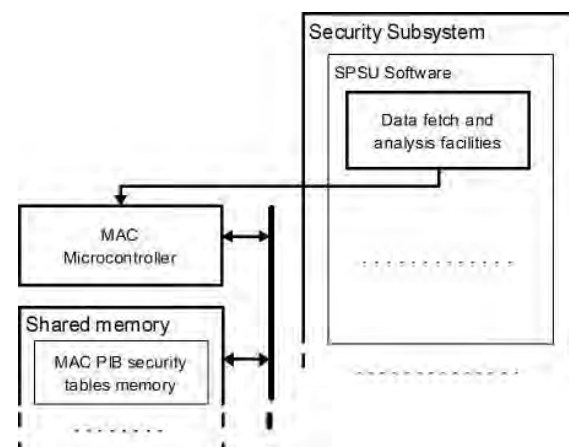 Security Subsystem
SPSU Software
Data fetch and
analysis facilities
MAC
Microcontroller
Shared memory
MAC PIB security
tables memory